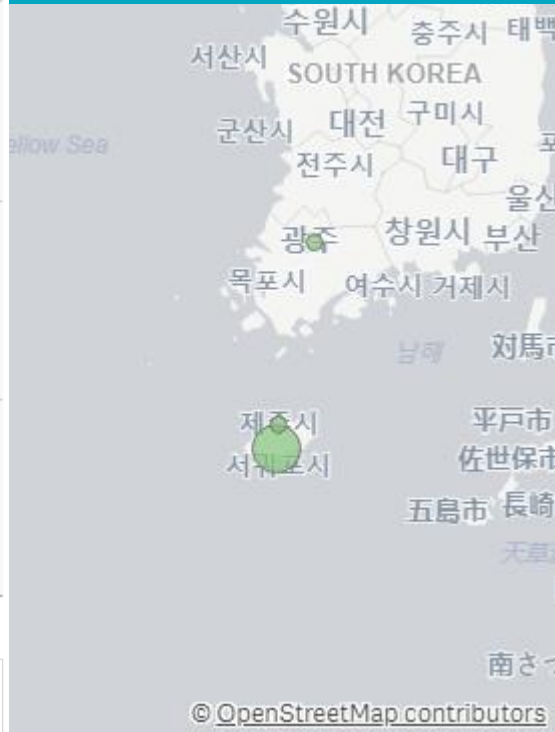 수원시
충주시
태백
서산시
SOUTH KOREA
군산시
대전
구미시
ellow Sea
전주시
대구
포
울산
광주
창원시
부산
목포시
여수시
거제시
남해
対馬市
제주시
平戸市
서귀포시
佐世保市
五島市
長崎
天草
南さつ
© OpenStreetMap contributors